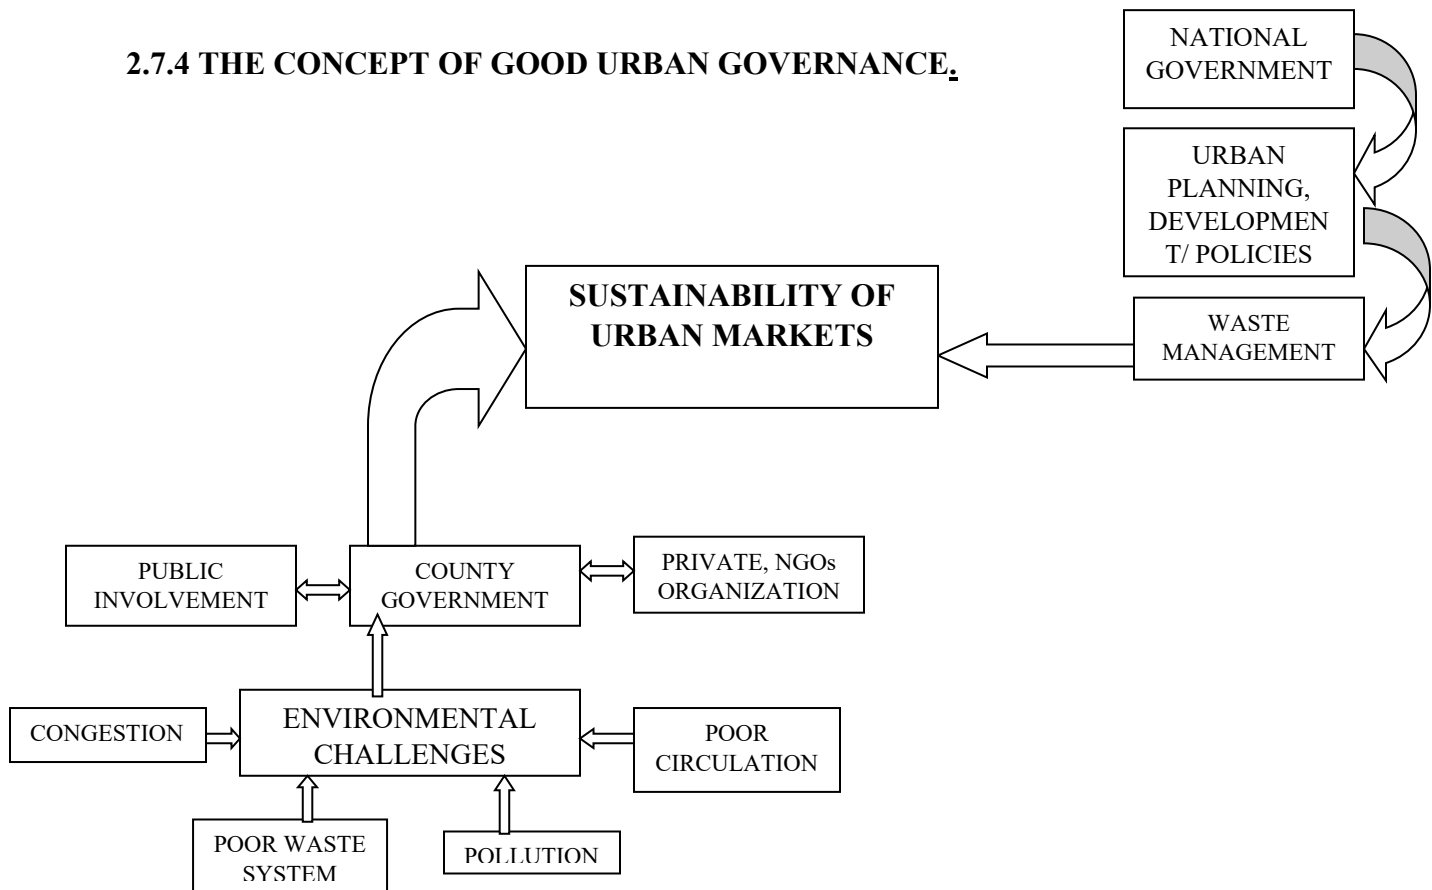 2.7.4 THE CONCEPT OF GOOD URBAN GOVERNANCE.
NATIONAL
GOVERNMENT
URBAN
PLANNING,
DEVELOPMEN
T/ POLICIES
SUSTAINABILITY OF
URBAN MARKETS
WASTE
MANAGEMENT
PUBLIC
INVOLVEMENT
COUNTY
GOVERNMENT
PRIVATE, NGOs
ORGANIZATION
CONGESTION
ENVIRONMENTAL
CHALLENGES
POOR
CIRCULATION
POOR WASTE
SYSTEM
POLLUTION